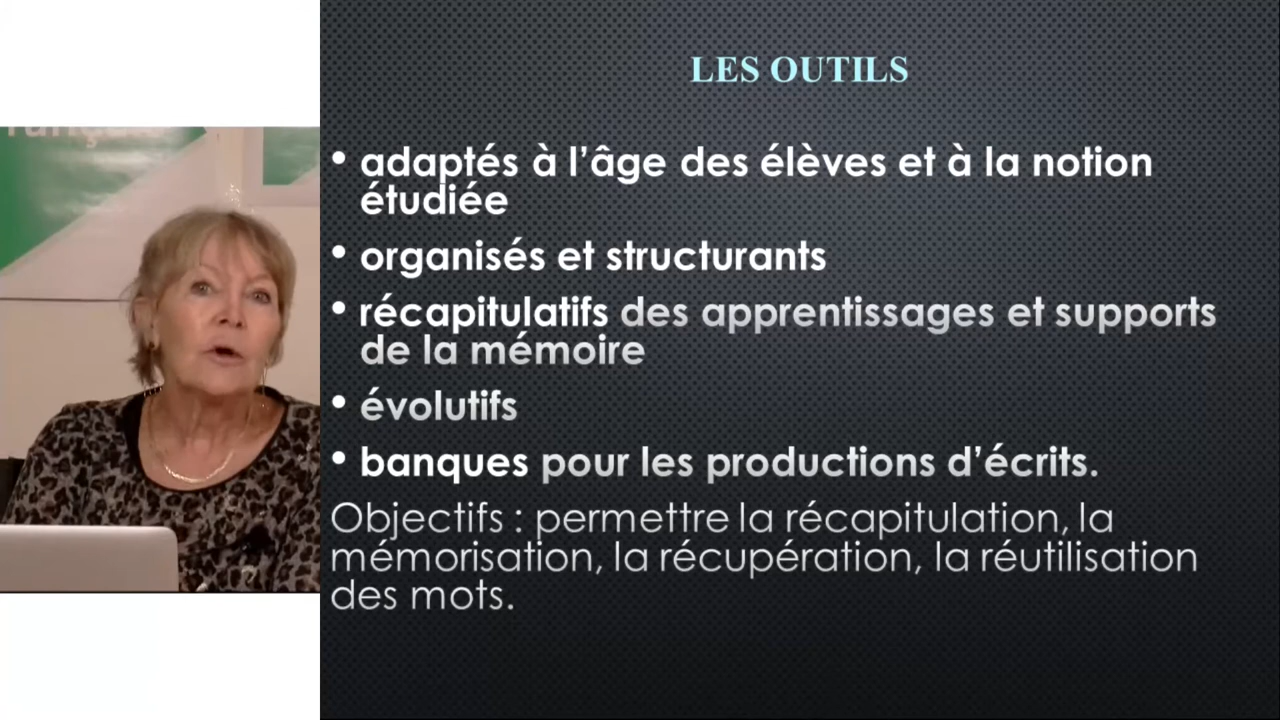 LES OUTILS
• adaptés à l’âge des élèves et à la notion
étudiée
• organisés et structurants
• récapitulatifs des apprentissages et supports
de la mémoire
• évolutifs
• banques pour les productions d’écrits.
Objectifs : permettre la récapitulation, la
mémorisation, la récupération, la réutilisation
des mots.